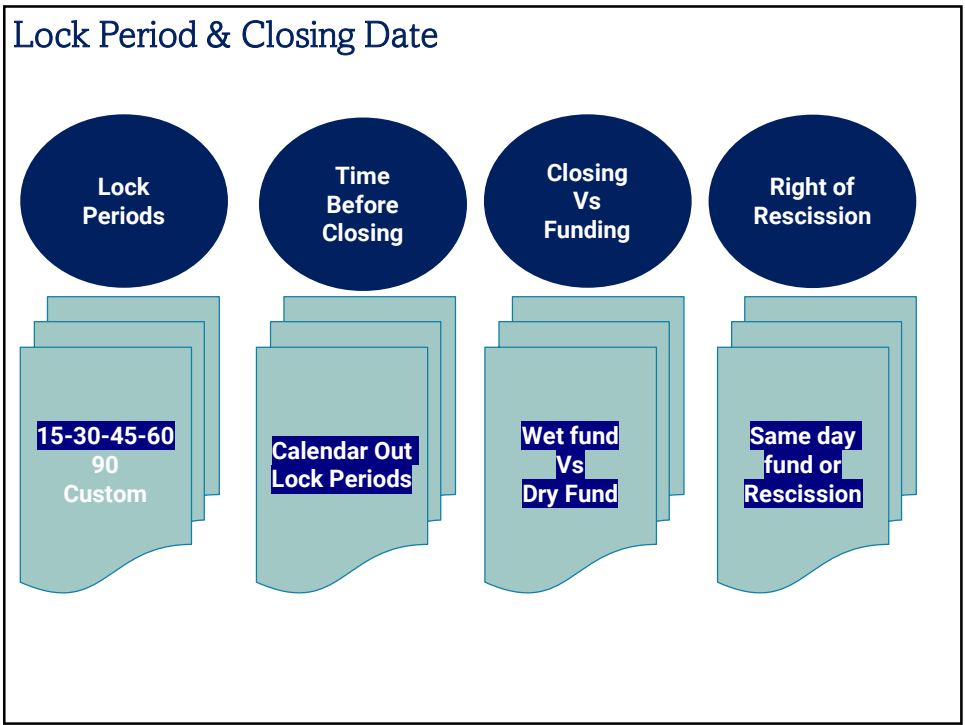 Lock Period & Closing Date
Lock
Periods
Time
Before
Closing
Closing
Vs
Funding
Right of
Rescission
15-30-45-60
90
Custom
Calendar Out
Lock Periods
Wet fund
Vs
Dry Fund
Same day
fund or
Rescission